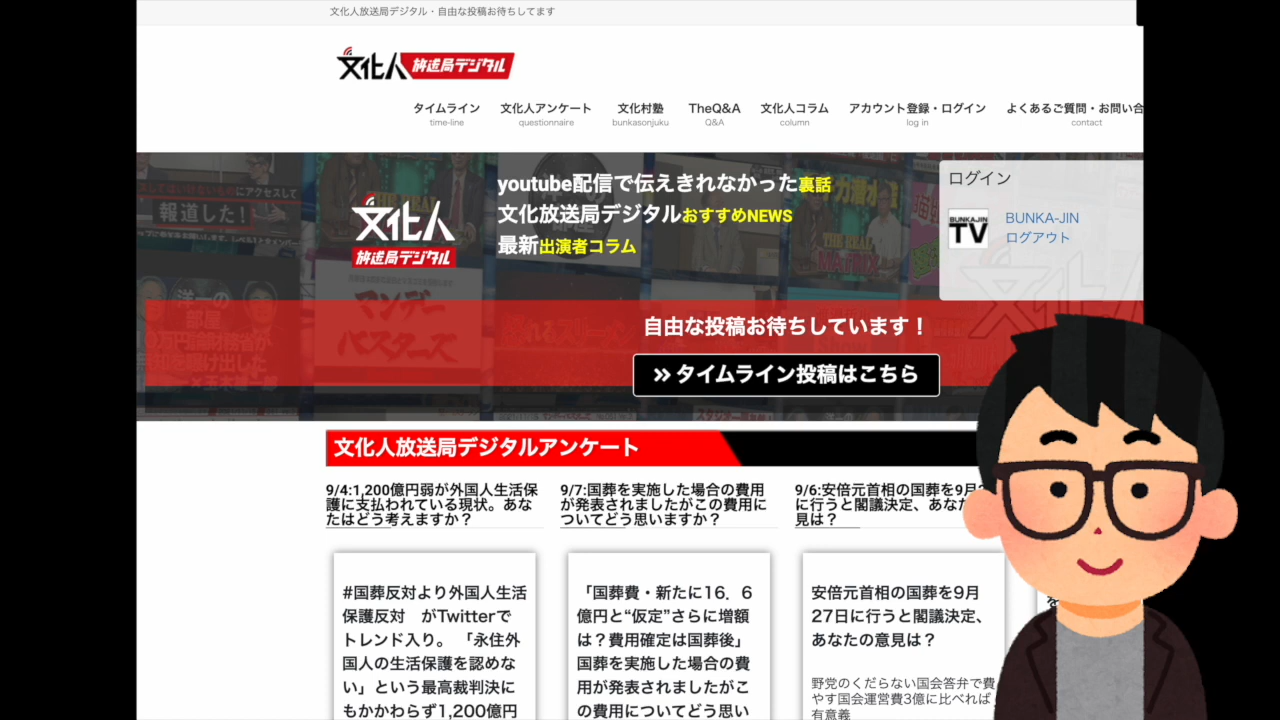 文化人放送局デジタル・自由な投稿お待ちしてます
文化人放送局デジタル
タイムライン 文化人アンケート 文化村塾 TheQ&A 文化人コラム アカウント登録・ログイン よくあるご質問・お問い合
time-line questionnaire bunkasonjuku Q&A column log in contact
youtube配信で伝えきれなかった裏話
文化放送局デジタルおすすめNEWS
最新出演者コラム
文化人
放送局デジタル
ログイン
BUNKAJIN
TV
BUNKA-JIN
ログアウト
報道した!
洋一の
部屋
マンデー
バスターズ
自由な投稿お待ちしています!
タイムライン投稿はこちら
文化人放送局デジタルアンケート
9/4:1,200億円弱が外国人生活保
護に支払われている現状。あな
たはどう考えますか?
9/7:国葬を実施した場合の費用
が発表されましたがこの費用に
ついてどう思いますか?
9/6:安倍元首相の国葬を9月2
に行うと閣議決定、あなた
見は?
#国葬反対より外国人生活
保護反対 がTwitterで
トレンド入り。 「永住外
国人の生活保護を認めな
い」という最高裁判決に
もかかわらず1,200億円
「国葬費・新たに16.6
億円と“仮定”さらに増額
は?費用確定は国葬後」
国葬を実施した場合の費
用が発表されましたがこ
の費用についてどう思い
安倍元首相の国葬を9月
27日に行うと閣議決定、
あなたの意見は?
野党のくだらない国会答弁で費
やす国会運営費3億に比べれば
有意義
を